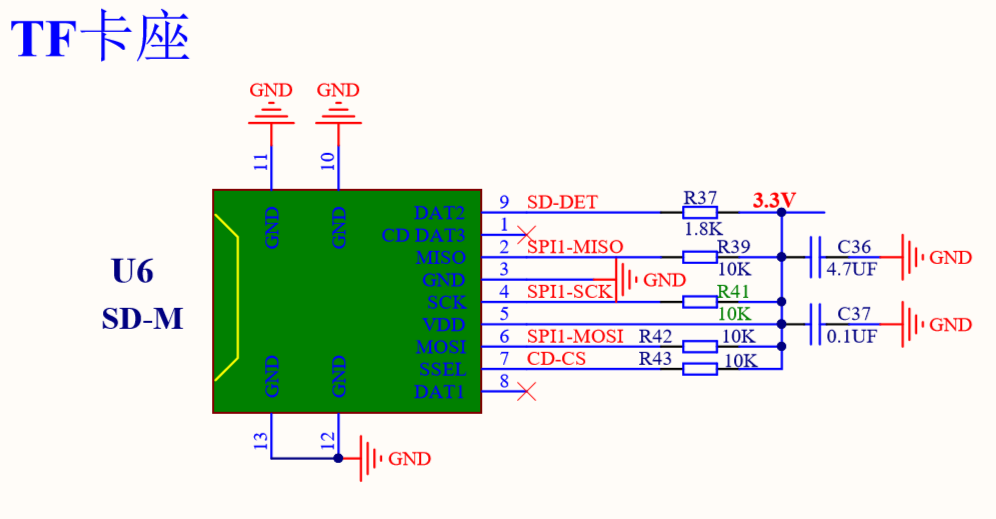 TF卡座
GND GND
11 10
GND GND
U6
SD-M
DAT2 9 SD-DET R37 1.8K 3.3V
CD DAT3 1
MISO 2 SPI1-MISO R39 10K C36 4.7UF GND
GND 3 GND
SCK 4 SPI1-SCK R41 10K
VDD 5 C37 0.1UF GND
MOSI 6 SPI1-MOSI R42 10K
SSEL 7 CD-CS R43 10K
DAT1 8
GND GND
13 12
GND